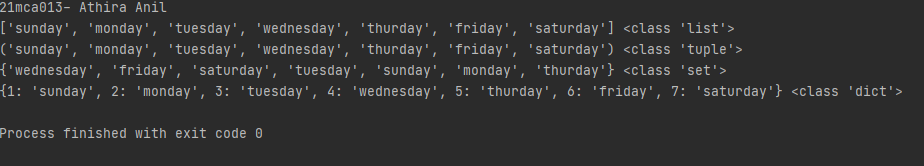 21mca013- Athira Anil
['sunday', 'monday', 'tuesday', 'wednesday', 'thurday', 'friday', 'saturday'] <class 'list'>
('sunday', 'monday', 'tuesday', 'wednesday', 'thurday', 'friday', 'saturday') <class 'tuple'>
{'wednesday', 'friday', 'saturday', 'tuesday', 'sunday', 'monday', 'thurday'} <class 'set'>
{1: 'sunday', 2: 'monday', 3: 'tuesday', 4: 'wednesday', 5: 'thurday', 6: 'friday', 7: 'saturday'} <class 'dict'>
Process finished with exit code 0